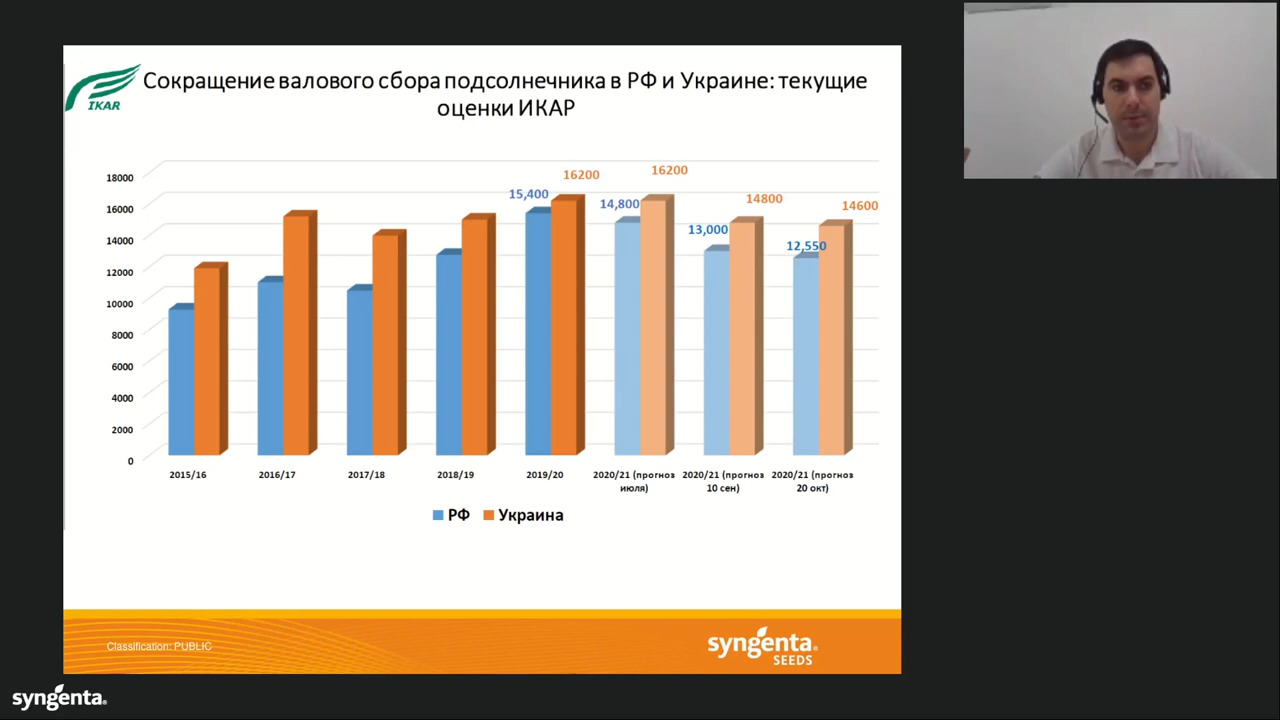 IKAR
Сокращение валового сбора подсолнечника в РФ и Украине: текущие
оценки ИКАР
18000
16000
14000
12000
10000
8000
6000
4000
2000
0
15,400
16200
14,800
16200
13,000
14800
12,550
14600
2015/16
2016/17
2017/18
2018/19
2019/20
2020/21 (прогноз
июля)
2020/21 (прогноз
10 сен)
2020/21 (прогноз
20 окт)
РФ
Украина
Classification: PUBLIC
syngenta.
SEEDS
syngenta.